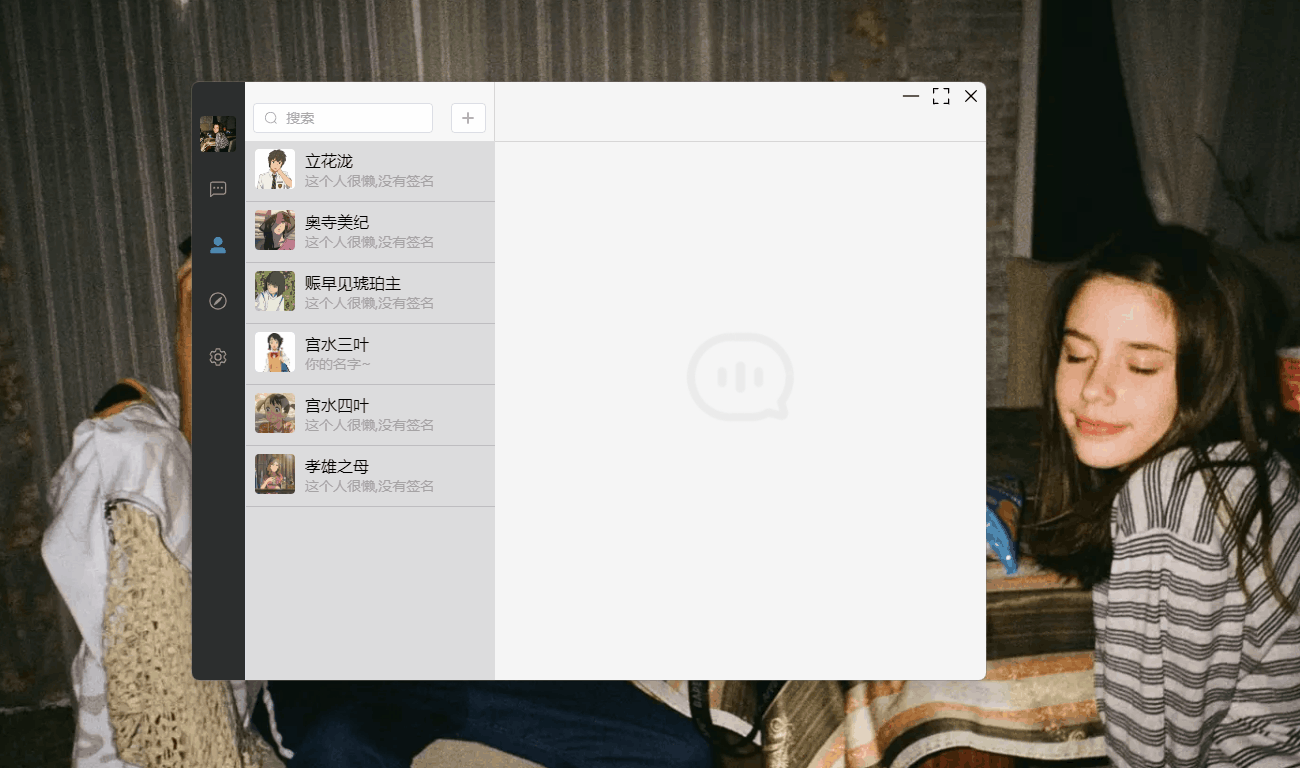 搜索
立花泷
这个人很懒,没有签名
奥寺美纪
这个人很懒,没有签名
赈早见琥珀主
这个人很懒,没有签名
宫水三叶
你的名字~
宫水四叶
这个人很懒,没有签名
孝雄之母
这个人很懒,没有签名